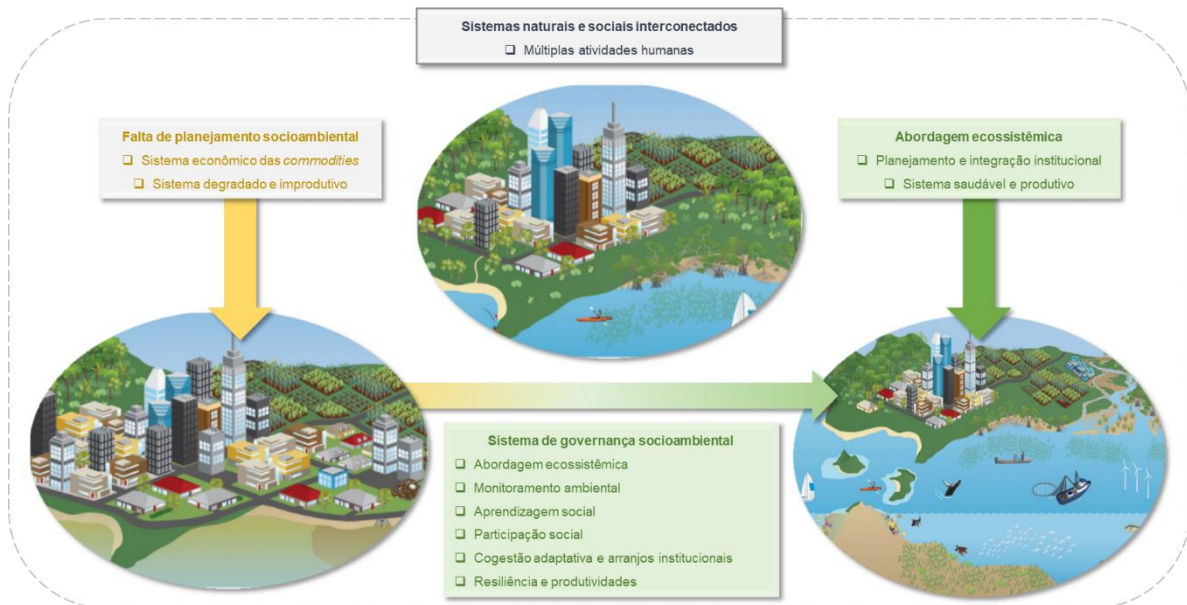 Sistemas naturais e sociais interconectados
❑ Múltiplas atividades humanas
Falta de planejamento socioambiental
❑ Sistema econômico das commodities
❑ Sistema degradado e improdutivo
Abordagem ecossistêmica
❑ Planejamento e integração institucional
❑ Sistema saudável e produtivo
Sistema de governança socioambiental
❑ Abordagem ecossistêmica
❑ Monitoramento ambiental
❑ Aprendizagem social
❑ Participação social
❑ Cogestão adaptativa e arranjos institucionais
❑ Resiliência e produtividades